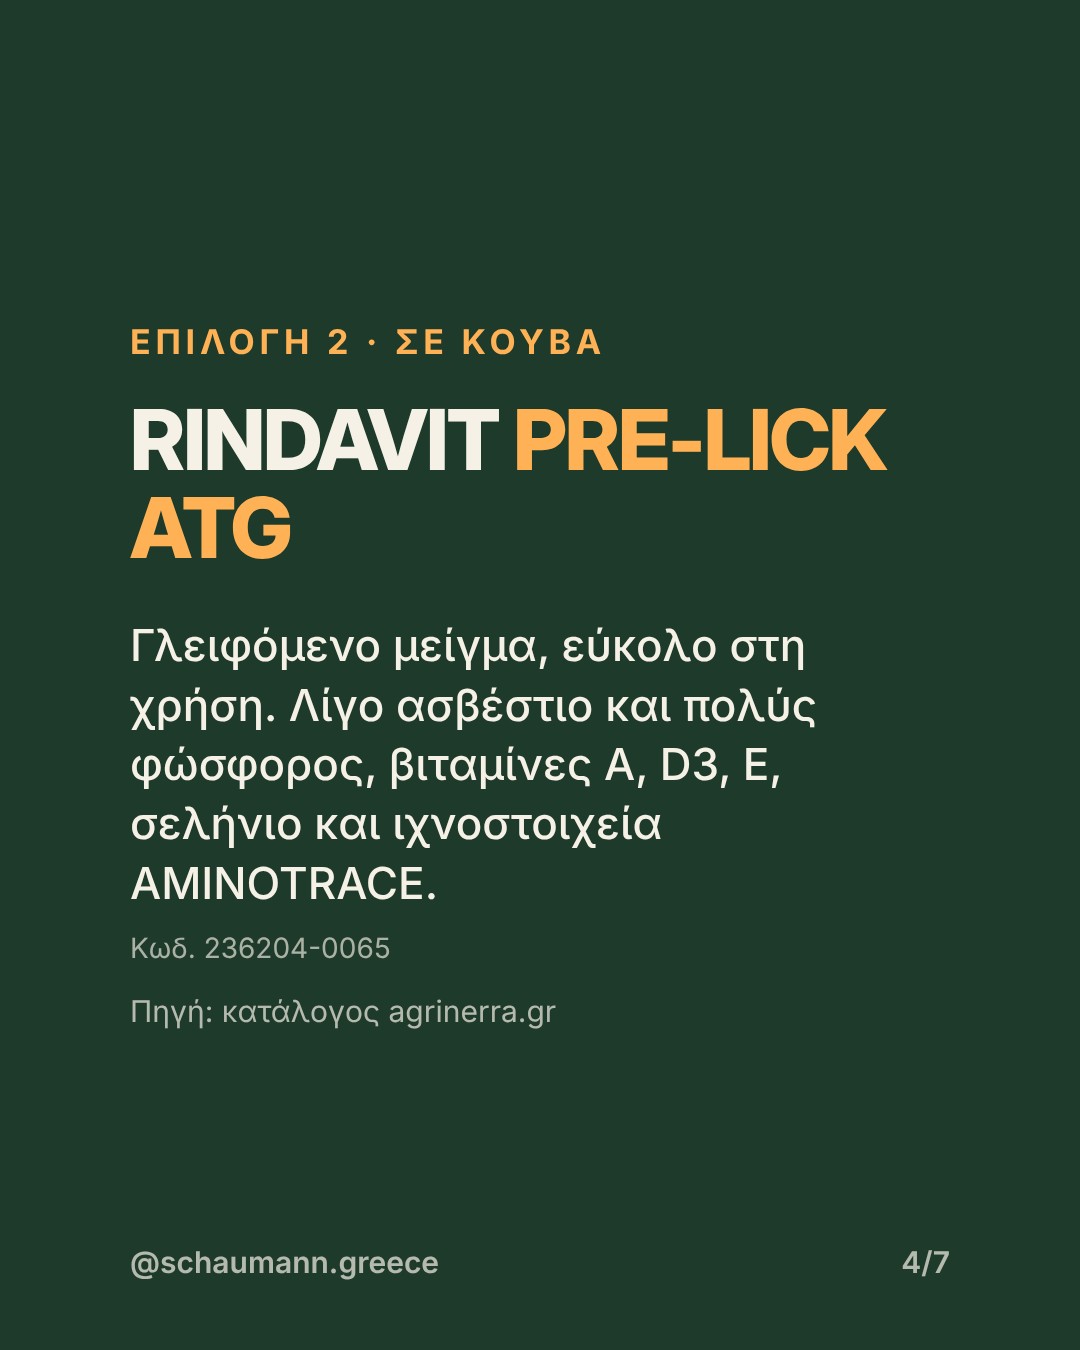 ΕΠΙΛΟΓΗ 2 · ΣΕ ΚΟΥΒΑ
RINDAVIT PRE-LICK
ATG
Γλειφόμενο μείγμα, εύκολο στη
χρήση. Λίγο ασβέστιο και πολύς
φώσφορος, βιταμίνες A, D3, E,
σελήνιο και ιχνοστοιχεία
AMINOTRACE.
Κωδ. 236204-0065
Πηγή: κατάλογος agrinerra.gr
@schaumann.greece
4/7